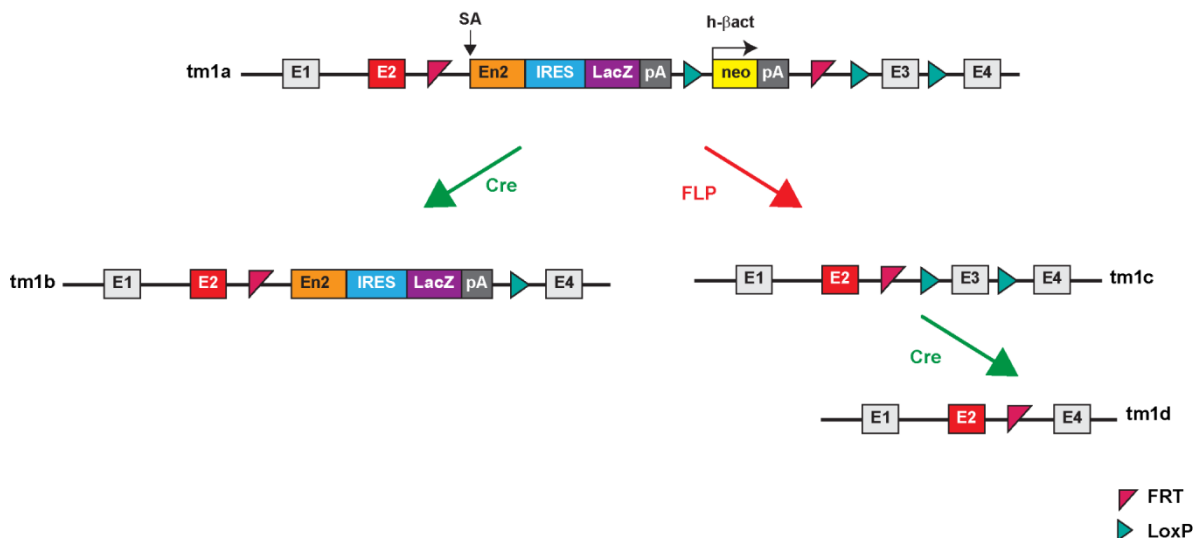 SA
h-βact
tm1a E1 E2 En2 IRES LacZ pA neo pA E3 E4
Cre
FLP
tm1b E1 E2 En2 IRES LacZ pA E4
E1 E2 E3 E4 tm1c
Cre
E1 E2 E4 tm1d
FRT
LoxP